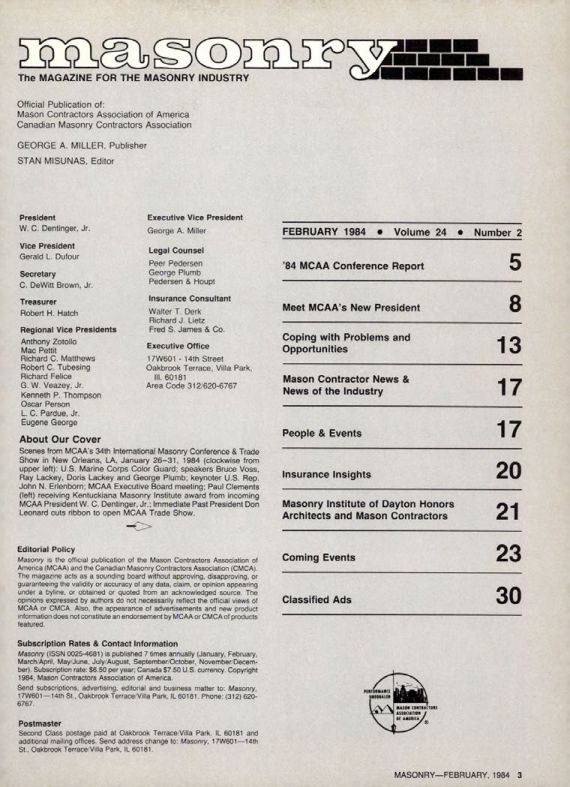 masonry
The MAGAZINE FOR THE MASONRY INDUSTRY
Official Publication of:
Mason Contractors Association of America
Canadian Masonry Contractors Association
GEORGE A. MILLER, Publisher
STAN MISUNAS, Editor
President
W. C. Dentinger, Jr.
Vice President
Gerald L. Dufour
Secretary
C. DeWitt Brown, Jr.
Treasurer
Robert H. Hatch
Regional Vice Presidents
Anthony Zotollo
Mac Pettit
Richard C. Matthews
Robert C. Tubesing
Richard Felice
G. W. Veazey, Jr.
Kenneth P. Thompson
Oscar Person
L. C. Pardue, Jr.
Eugene George
Executive Vice President
George A. Miller
Legal Counsel
Peer Pedersen
George Plumb
Pedersen & Houpt
Insurance Consultant
Walter T. Derk
Richard J. Lietz
Fred S. James & Co.
Executive Office
17W601 - 14th Street
Oakbrook Terrace, Villa Park,
Ill. 60181
Area Code 312/620-6767
About Our Cover
Scenes from MCAA's 34th International Masonry Conference & Trade
Show in New Orleans, LA, January 26-31, 1984 (clockwise from
upper left): U.S. Marine Corps Color Guard; speakers Bruce Voss,
Ray Lackey, Doris Lackey and George Plumb; keynoter U.S. Rep.
John N. Erlenborn; MCAA Executive Board meeting; Paul Clements
(left) receiving Kentuckiana Masonry Institute award from incoming
MCAA President W. C. Dentinger, Jr.; Immediate Past President Don
Leonard cuts ribbon to open MCAA Trade Show.
Editorial Policy
Masonry is the official publication of the Mason Contractors Association of
America (MCAA) and the Canadian Masonry Contractors Association (CMCA).
The magazine acts as a sounding board without approving, disapproving, or
guaranteeing the validity or accuracy of any data, claim, or opinion appearing
under a byline, or obtained or quoted from an acknowledged source. The
opinions expressed by authors do not necessarily reflect the official views of
MCAA or CMCA. Also, the appearance of advertisements and new product
information does not constitute an endorsement by MCAA or CMCA of products
featured.
Subscription Rates & Contact Information
Masonry (ISSN 0025-4681) is published 7 times annually (January, February,
March/April, May/June, July/August, September/October, November/Decem-
ber). Subscription rate: $6.50 per year; Canada $7.50 U.S. currency. Copyright
1984, Mason Contractors Association of America.
Send subscriptions, advertising, editorial and business matter to: Masonry,
17W601—14th St., Oakbrook Terrace/Villa Park, IL 60181. Phone: (312) 620-
6767.
Postmaster
Second Class postage paid at Oakbrook Terrace/Villa Park, IL 60181 and
additional mailing offices. Send address change to: Masonry, 17W601—14th
St., Oakbrook Terrace/Villa Park, IL 60181.
FEBRUARY 1984 ● Volume 24 ● Number 2
'84 MCAA Conference Report 5
Meet MCAA's New President 8
Coping with Problems and
Opportunities 13
Mason Contractor News &
News of the Industry 17
People & Events 17
Insurance Insights 20
Masonry Institute of Dayton Honors
Architects and Mason Contractors 21
Coming Events 23
Classified Ads 30
PERFORMANCE
UNEQUALED
MASON CONTRACTORS
ASSOCIATION
OF AMERICA
®
MASONRY—FEBRUARY, 1984 3